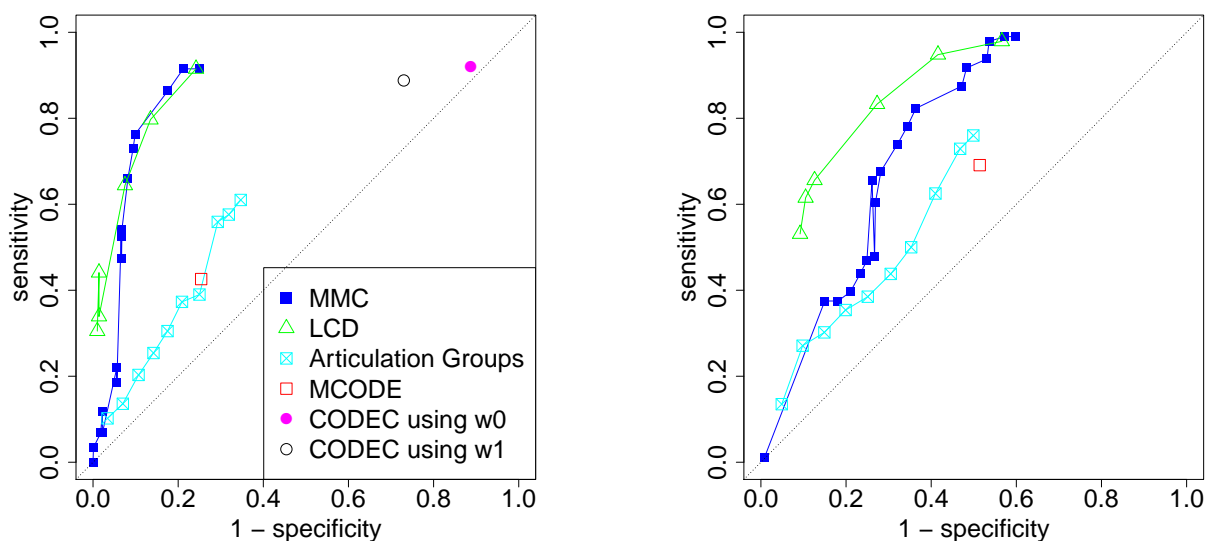 1.0
0.8
0.6
0.4
0.2
0.0
sensitivity
0.0 0.2 0.4 0.6 0.8 1.0
1 − specificity
MMC
LCD
Articulation Groups
MCODE
CODEC using w0
CODEC using w1
1.0
0.8
0.6
0.4
0.2
0.0
sensitivity
0.0 0.2 0.4 0.6 0.8 1.0
1 − specificity